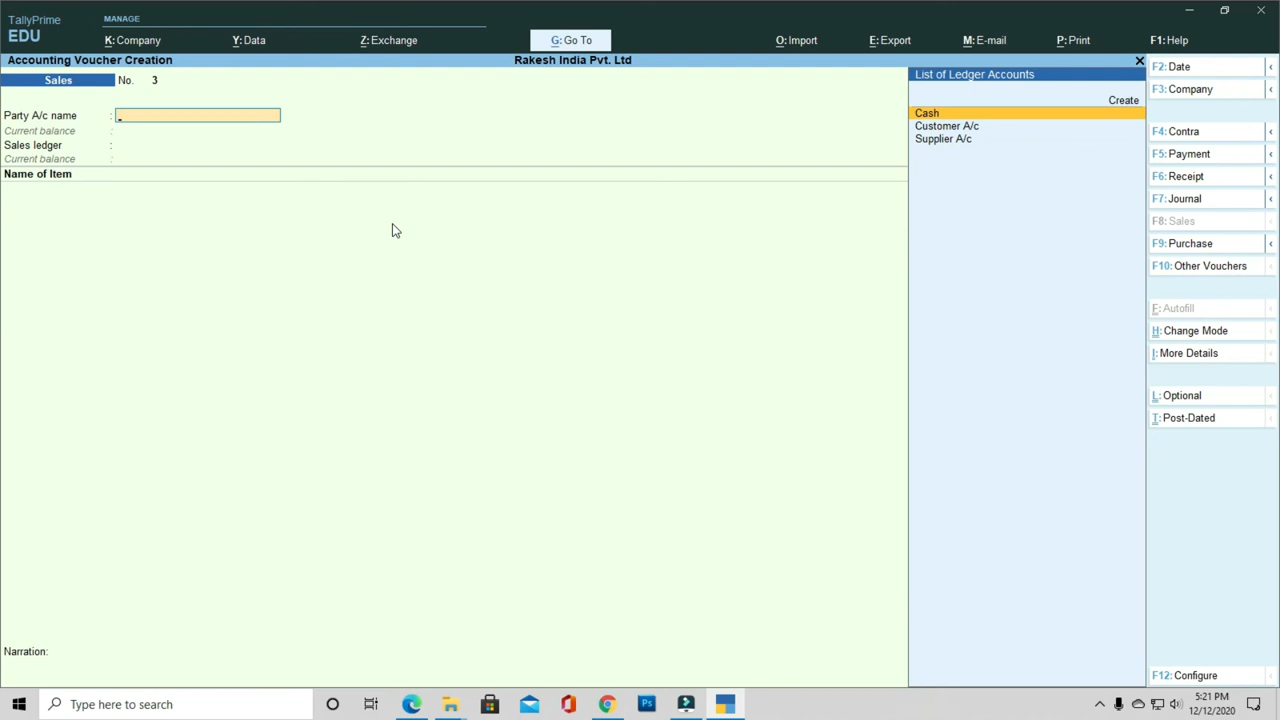 TallyPrime
EDU
MANAGE
K: Company
Y: Data
Z: Exchange
G: Go To
O: Import
E: Export
M: E-mail
P: Print
F1: Help
Accounting Voucher Creation
Rakesh India Pvt. Ltd
Sales No. 3
Party A/c name :
Current balance :
Sales ledger :
Current balance :
Name of Item
Narration:
List of Ledger Accounts
Create
Cash
Customer A/c
Supplier A/c
F2: Date
F3: Company
F4: Contra
F5: Payment
F6: Receipt
F7: Journal
F8: Sales
F9: Purchase
F10: Other Vouchers
F: Autofill
H: Change Mode
I: More Details
L: Optional
T: Post-Dated
F12: Configure
Type here to search
Ps
5:21 PM
12/12/2020